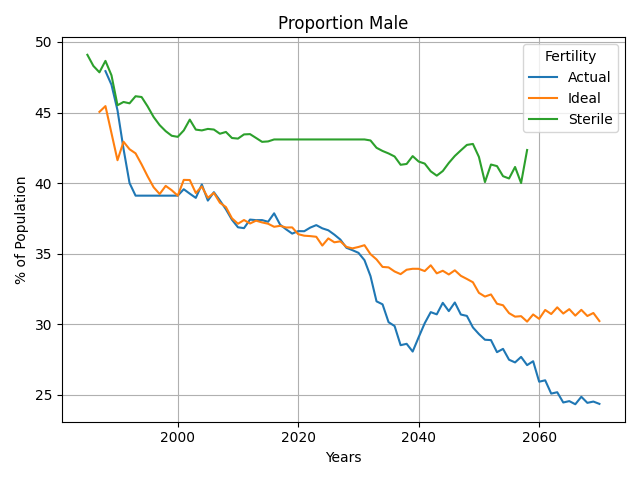 Proportion Male
Fertility
Actual
Ideal
Sterile
% of Population
50
45
40
35
30
25
2000
2020
2040
2060
Years